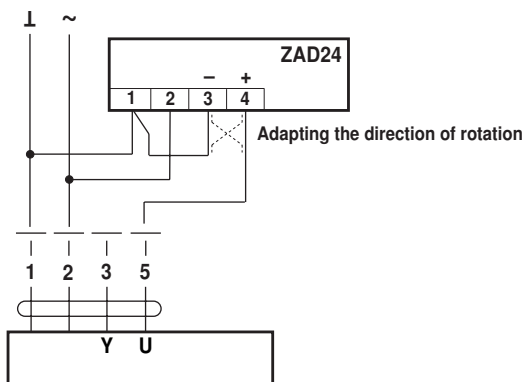 ⊥ ~
ZAD24
– +
1 2 3 4
Adapting the direction of rotation
1 2 3 5
Y U